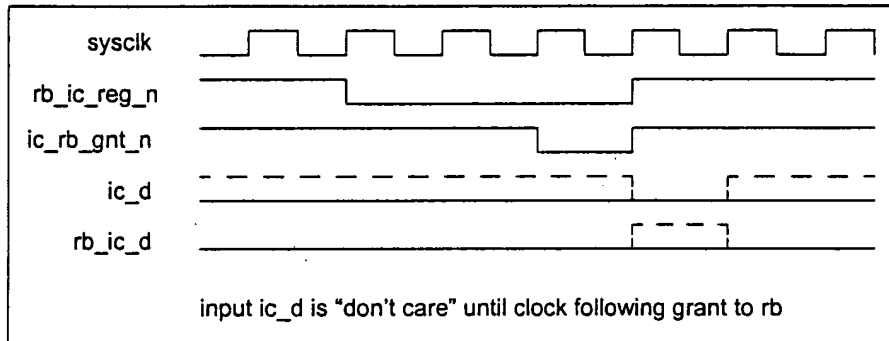 sysclk
rb_ic_reg_n
ic_rb_gnt_n
ic_d
rb_ic_d
input ic_d is "don't care" until clock following grant to rb